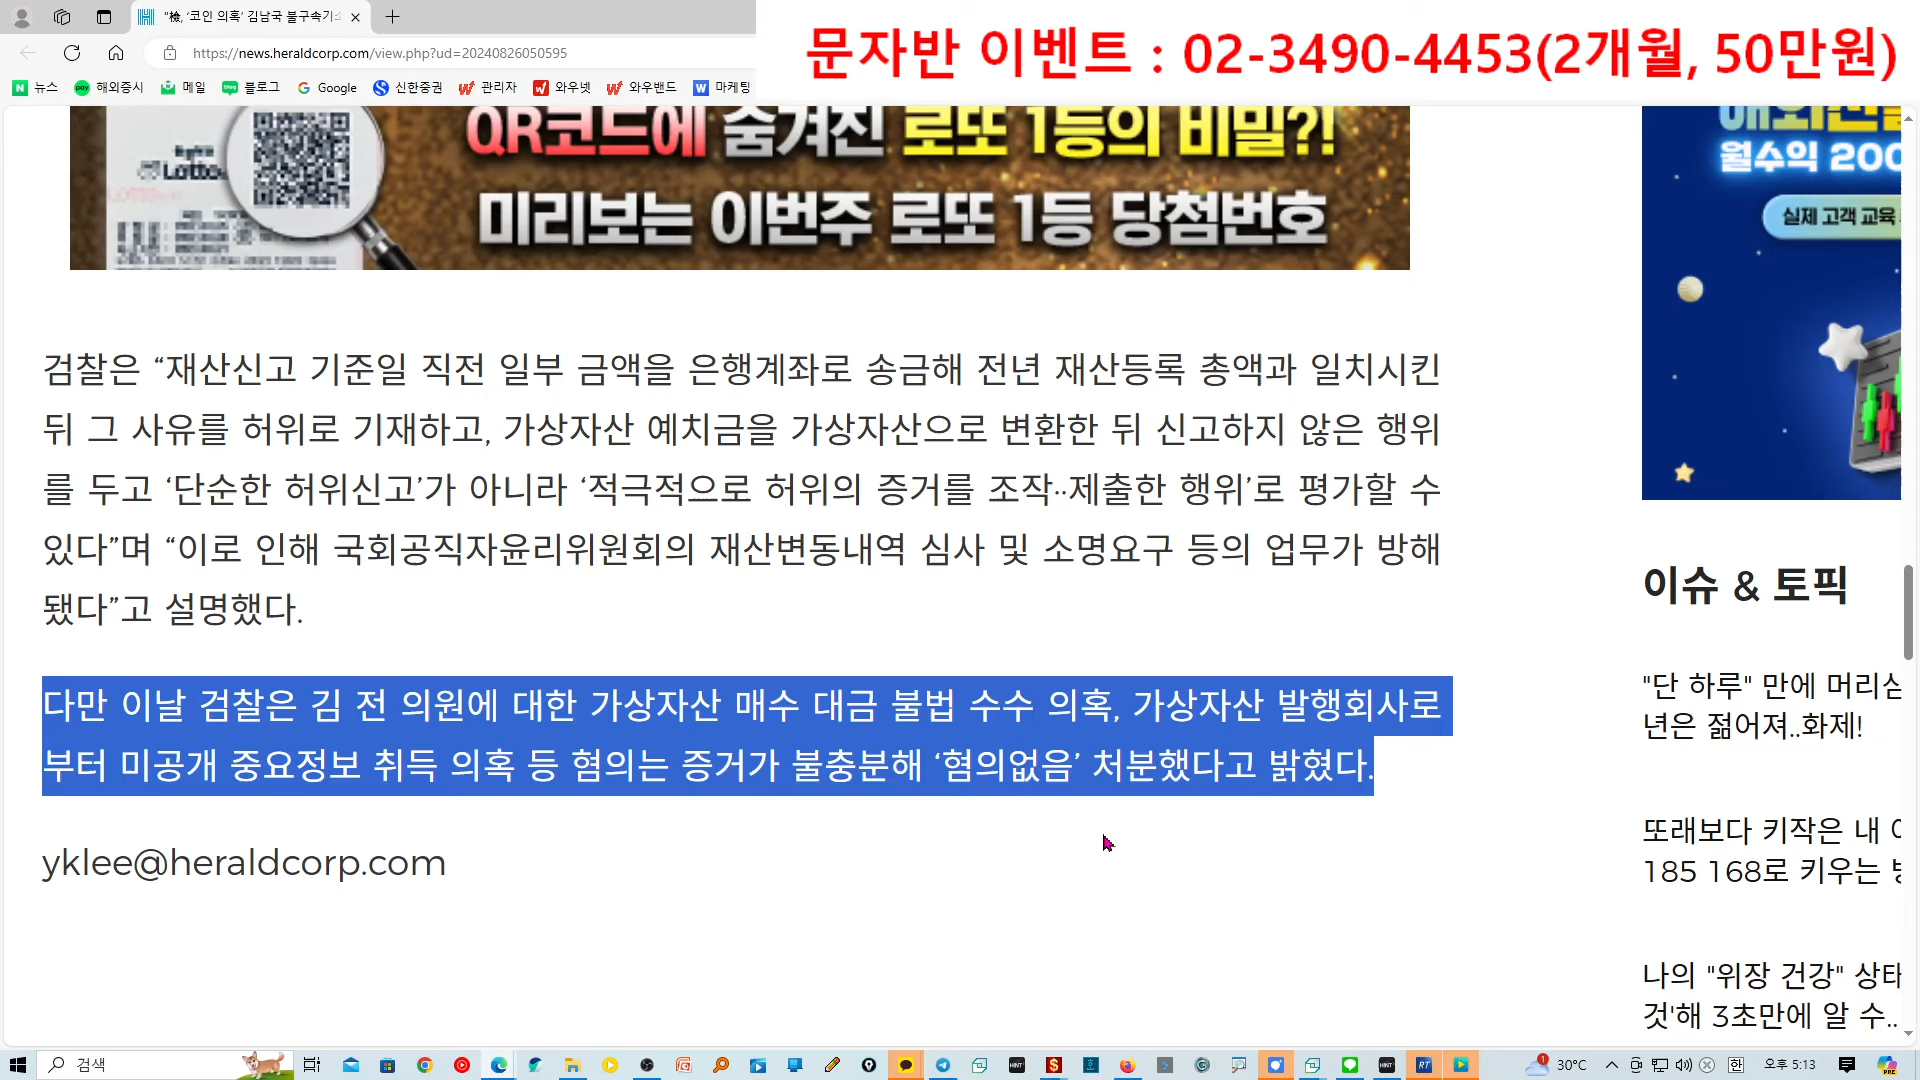 "檢, ‘코인 의혹’ 김남국 불구속기소
문자반 이벤트 : 02-3490-4453(2개월, 50만원)
https://news.heraldcorp.com/view.php?ud=20240826050595
뉴스 해외증시 메일 블로그 Google 신한증권 관리자 와우넷 와우밴드 마케팅
QR코드에 숨겨진 로또 1등의 비밀?!
Lotto
미리보는 이번주 로또 1등 당첨번호
월수익 200
실제 고객 교육
검찰은 “재산신고 기준일 직전 일부 금액을 은행계좌로 송금해 전년 재산등록 총액과 일치시킨
뒤 그 사유를 허위로 기재하고, 가상자산 예치금을 가상자산으로 변환한 뒤 신고하지 않은 행위
를 두고 ‘단순한 허위신고’가 아니라 ‘적극적으로 허위의 증거를 조작··제출한 행위’로 평가할 수
있다”며 “이로 인해 국회공직자윤리위원회의 재산변동내역 심사 및 소명요구 등의 업무가 방해
됐다”고 설명했다.
다만 이날 검찰은 김 전 의원에 대한 가상자산 매수 대금 불법 수수 의혹, 가상자산 발행회사로
부터 미공개 중요정보 취득 의혹 등 혐의는 증거가 불충분해 ‘혐의없음’ 처분했다고 밝혔다.
yklee@heraldcorp.com
이슈 & 토픽
"단 하루" 만에 머리숱
년은 젊어져..화제!
또래보다 키작은 내
185 168로 키우는
나의 "위장 건강" 상태
것'해 3초만에 알 수..
검색
30°C
한
오후 5:13